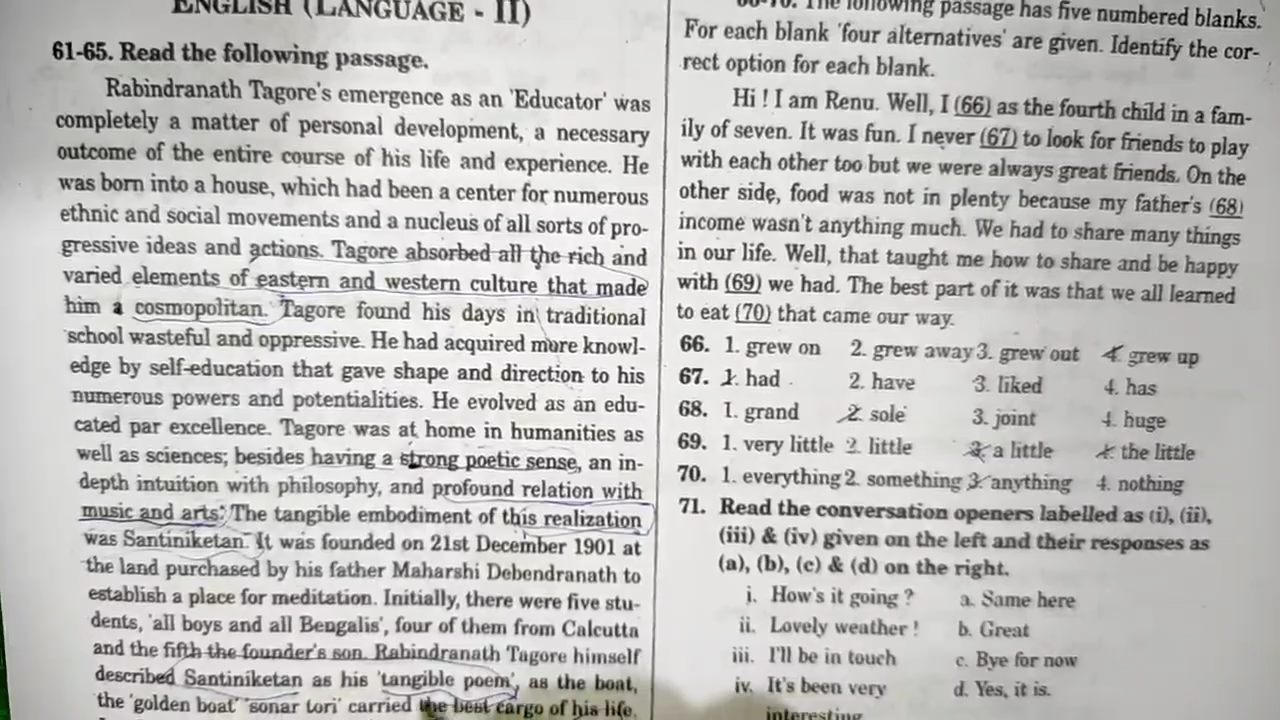 ENGLISH (LANGUAGE - II)
61-65. Read the following passage.
Rabindranath Tagore's emergence as an 'Educator' was
completely a matter of personal development, a necessary
outcome of the entire course of his life and experience. He
was born into a house, which had been a center for numerous
ethnic and social movements and a nucleus of all sorts of pro-
gressive ideas and actions. Tagore absorbed all the rich and
varied elements of eastern and western culture that made
him a cosmopolitan. Tagore found his days in traditional
school wasteful and oppressive. He had acquired more knowl-
edge by self-education that gave shape and direction to his
numerous powers and potentialities. He evolved as an edu-
cated par excellence. Tagore was at home in humanities as
well as sciences; besides having a strong poetic sense, an in-
depth intuition with philosophy, and profound relation with
music and arts. The tangible embodiment of this realization
was Santiniketan. It was founded on 21st December 1901 at
the land purchased by his father Maharshi Debendranath to
establish a place for meditation. Initially, there were five stu-
dents, 'all boys and all Bengalis', four of them from Calcutta
and the fifth the founder's son. Rabindranath Tagore himself
described Santiniketan as his 'tangible poem', as the boat,
the 'golden boat' 'sonar tori' carried the best cargo of his life.
The following passage has five numbered blanks.
For each blank 'four alternatives' are given. Identify the cor-
rect option for each blank.
Hi ! I am Renu. Well, I (66) as the fourth child in a fam-
ily of seven. It was fun. I never (67) to look for friends to play
with each other too but we were always great friends. On the
other side, food was not in plenty because my father's (68)
income wasn't anything much. We had to share many things
in our life. Well, that taught me how to share and be happy
with (69) we had. The best part of it was that we all learned
to eat (70) that came our way.
66. 1. grew on 2. grew away 3. grew out 4. grew up
67. 1. had 2. have 3. liked 4. has
68. 1. grand 2. sole 3. joint 4. huge
69. 1. very little 2. little 3. a little 4. the little
70. 1. everything 2. something 3. anything 4. nothing
71. Read the conversation openers labelled as (i), (ii),
(iii) & (iv) given on the left and their responses as
(a), (b), (c) & (d) on the right.
i. How's it going ? a. Same here
ii. Lovely weather ! b. Great
iii. I'll be in touch c. Bye for now
iv. It's been very d. Yes, it is.
interesting